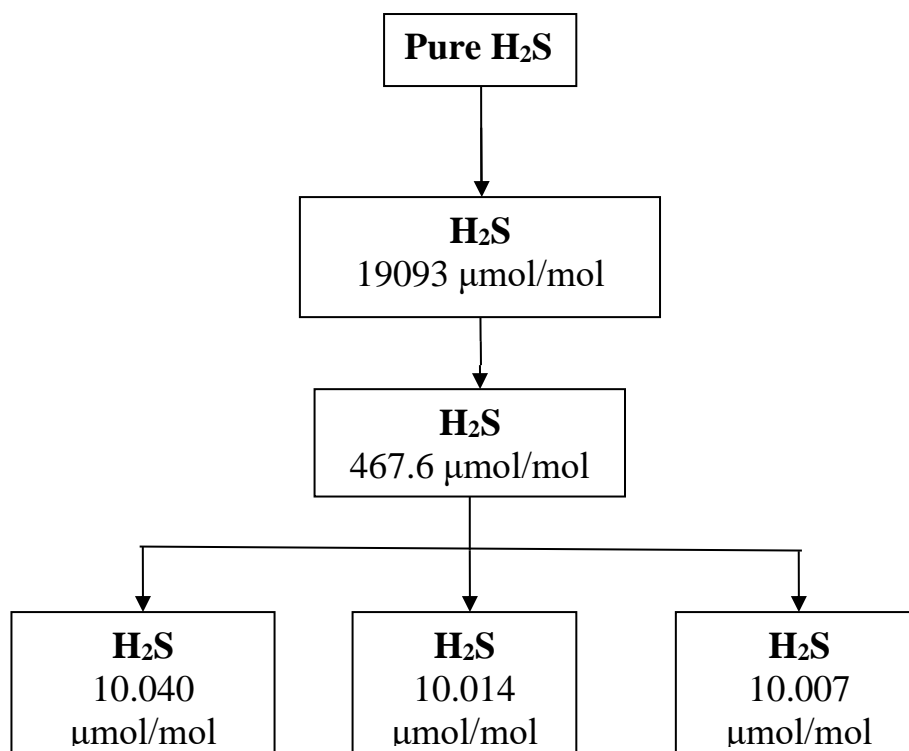 Pure H₂S
H₂S
19093 μmol/mol
H₂S
467.6 μmol/mol
H₂S
10.040
μmol/mol
H₂S
10.014
μmol/mol
H₂S
10.007
μmol/mol